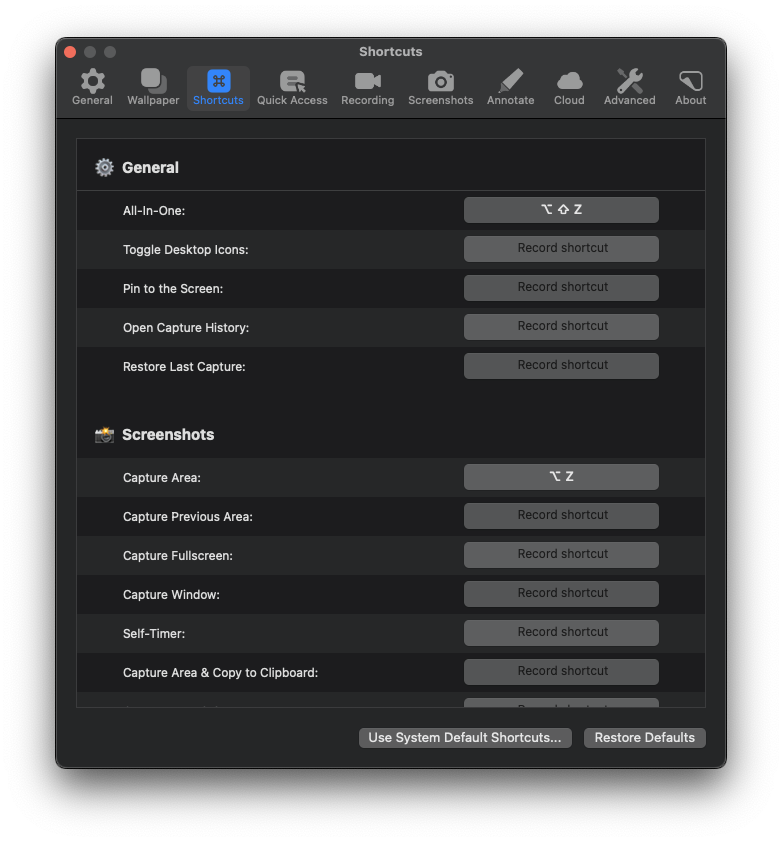 Shortcuts
General Wallpaper Shortcuts Quick Access Recording Screenshots Annotate Cloud Advanced About
General
All-In-One: ⌥ ⇧ Z
Toggle Desktop Icons: Record shortcut
Pin to the Screen: Record shortcut
Open Capture History: Record shortcut
Restore Last Capture: Record shortcut
Screenshots
Capture Area: ⌥ Z
Capture Previous Area: Record shortcut
Capture Fullscreen: Record shortcut
Capture Window: Record shortcut
Self-Timer: Record shortcut
Capture Area & Copy to Clipboard: Record shortcut
Use System Default Shortcuts... Restore Defaults